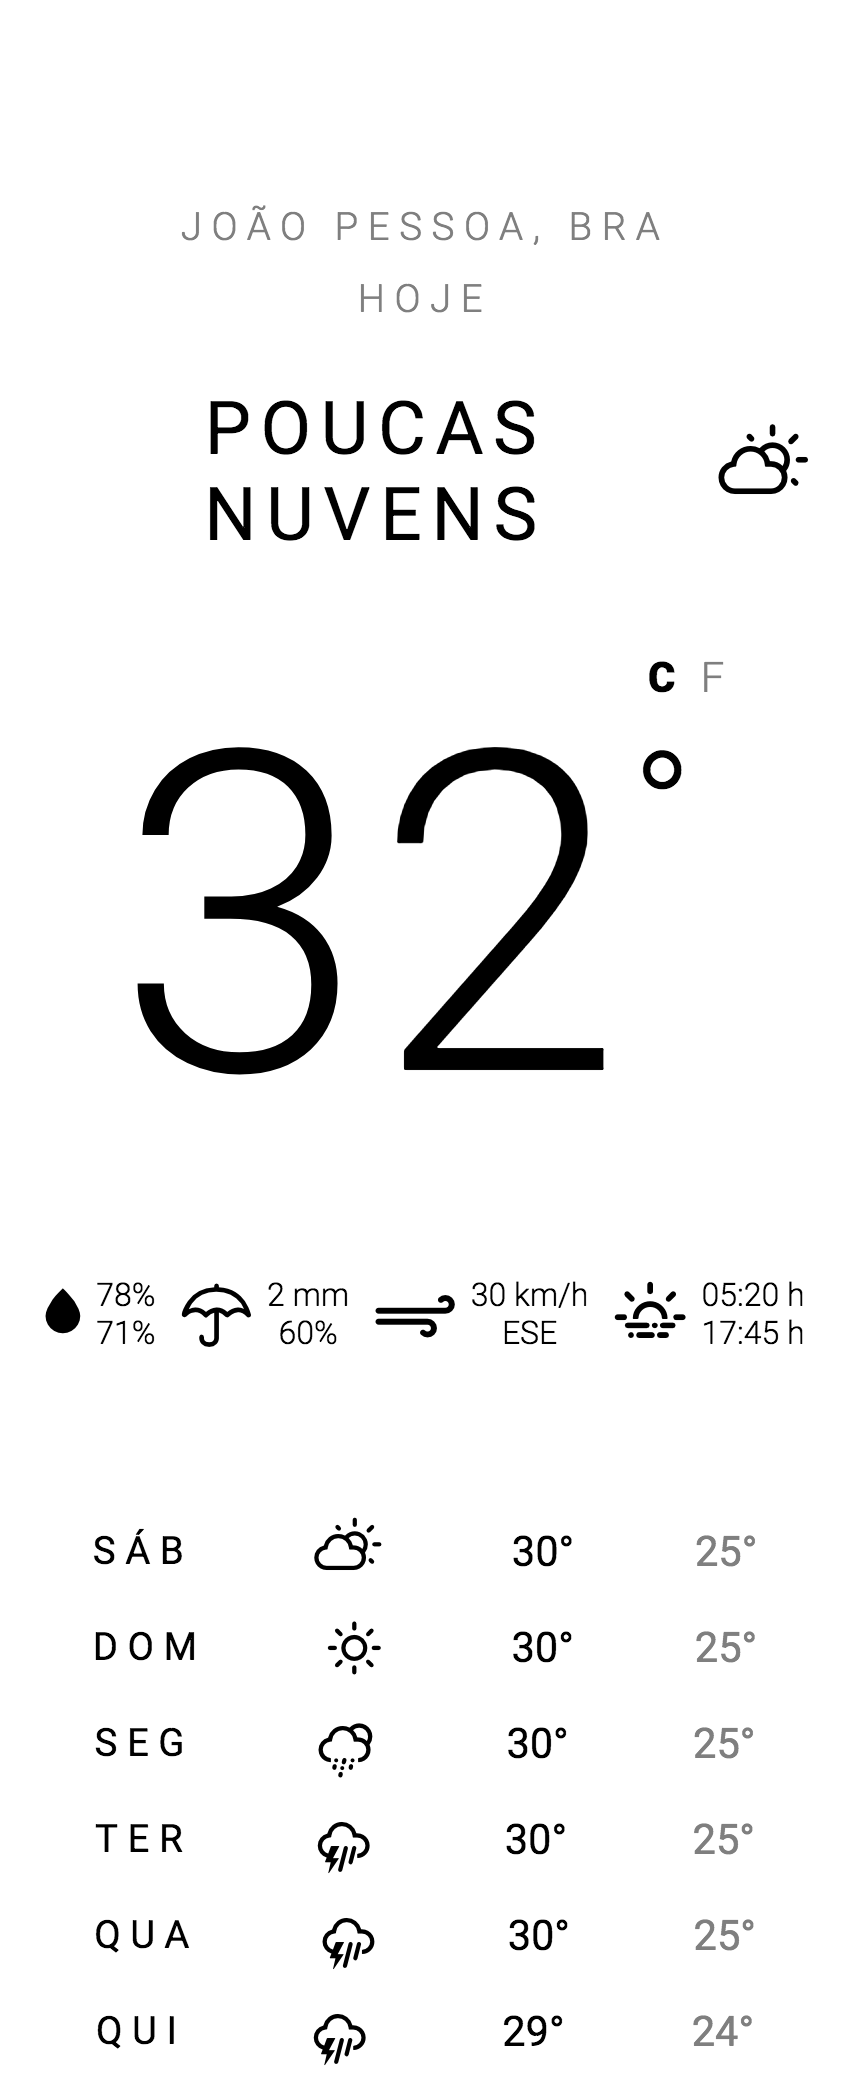 JOÃO PESSOA, BRA
HOJE
POUCAS
NUVENS
C F
32°
78% 2 mm 30 km/h 05:20 h
71% 60% ESE 17:45 h
SÁB 30° 25°
DOM 30° 25°
SEG 30° 25°
TER 30° 25°
QUA 30° 25°
QUI 29° 24°